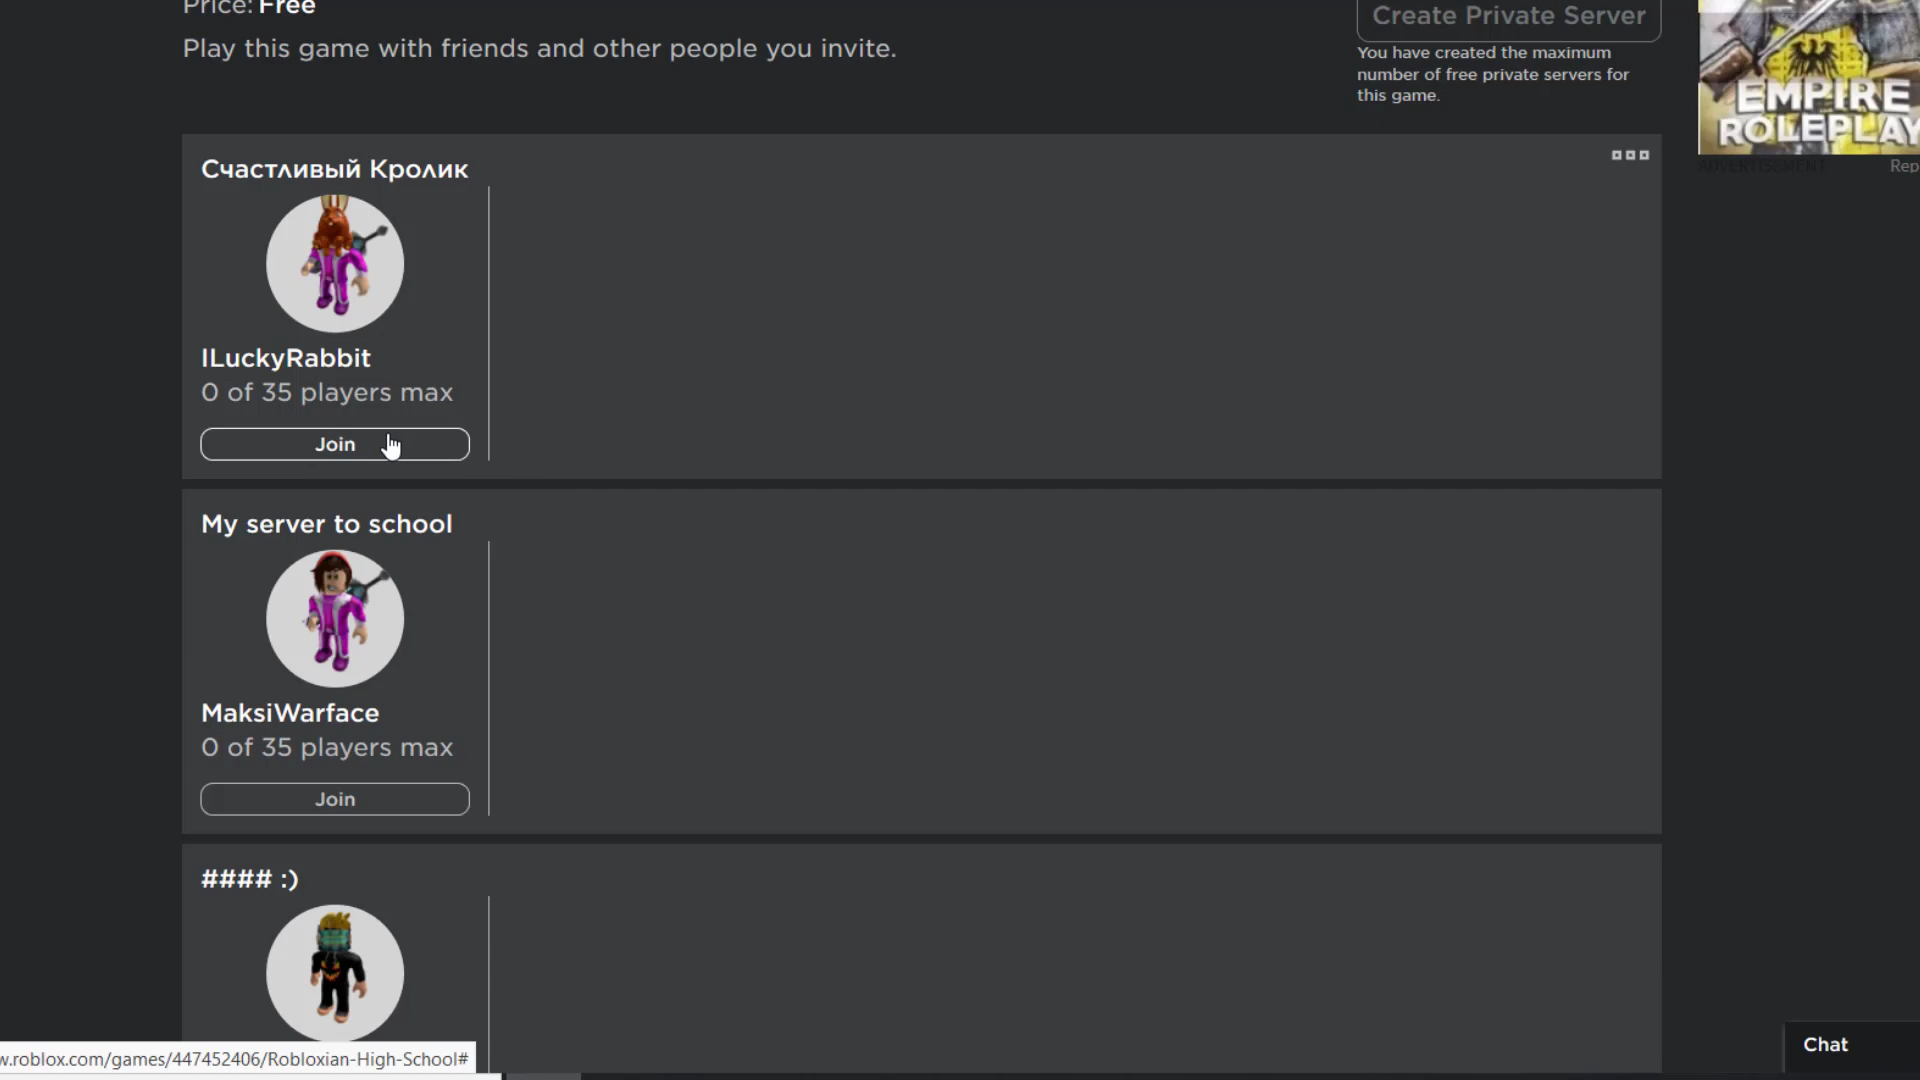 Price: Free
Create Private Server
Play this game with friends and other people you invite.
You have created the maximum
number of free private servers for
this game.
EMPIRE
ROLEPLAY
ADVERTISEMENT
Rep
Счастливый Кролик
ILuckyRabbit
0 of 35 players max
Join
My server to school
MaksiWarface
0 of 35 players max
Join
#### :)
w.roblox.com/games/447452406/Robloxian-High-School#
Chat